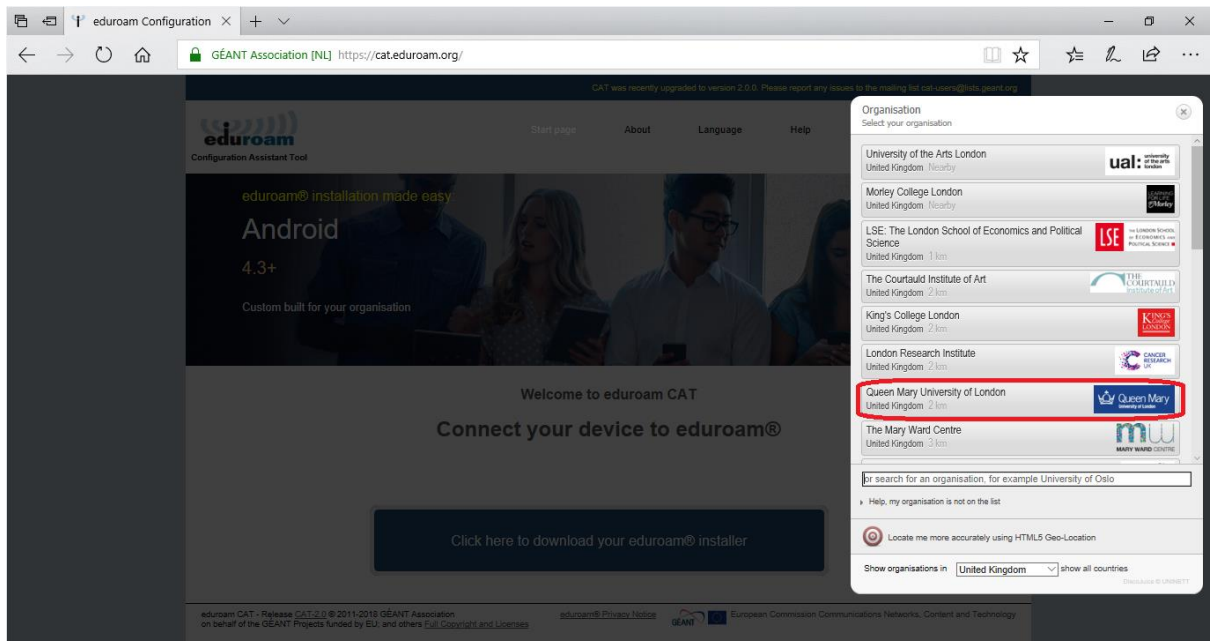 eduroam Configuration
GÉANT Association [NL] https://cat.eduroam.org/
CAT was recently upgraded to version 2.0.0. Please report any issues to the mailing list cat-users@lists.geant.org
eduroam
Configuration Assistant Tool
Start page About Language Help
eduroam® installation made easy:
Android
4.3+
Custom built for your organisation
Welcome to eduroam CAT
Connect your device to eduroam®
Click here to download your eduroam® installer
eduroam CAT - Release CAT-2.0 © 2011-2018 GÉANT Association
on behalf of the GÉANT Projects funded by EU; and others Full Copyright and Licenses
eduroam® Privacy Notice
GÉANT
European Commission Communications Networks, Content and Technology
Organisation
Select your organisation
University of the Arts London
United Kingdom Nearby
ual: university of the arts london
Morley College London
United Kingdom Nearby
LEARNING FOR LIFE @Morley
LSE: The London School of Economics and Political
Science
United Kingdom 1 km
LSE THE LONDON SCHOOL OF ECONOMICS AND POLITICAL SCIENCE
The Courtauld Institute of Art
United Kingdom 2 km
THE COURTAULD Institute of Art
King's College London
United Kingdom 2 km
KING'S College LONDON
London Research Institute
United Kingdom 2 km
CANCER RESEARCH UK
Queen Mary University of London
United Kingdom 2 km
Queen Mary
University of London
The Mary Ward Centre
United Kingdom 3 km
mw
MARY WARD CENTRE
or search for an organisation, for example University of Oslo
Help, my organisation is not on the list
Locate me more accurately using HTML5 Geo-Location
Show organisations in United Kingdom show all countries
DiscoJuice © UNINETT